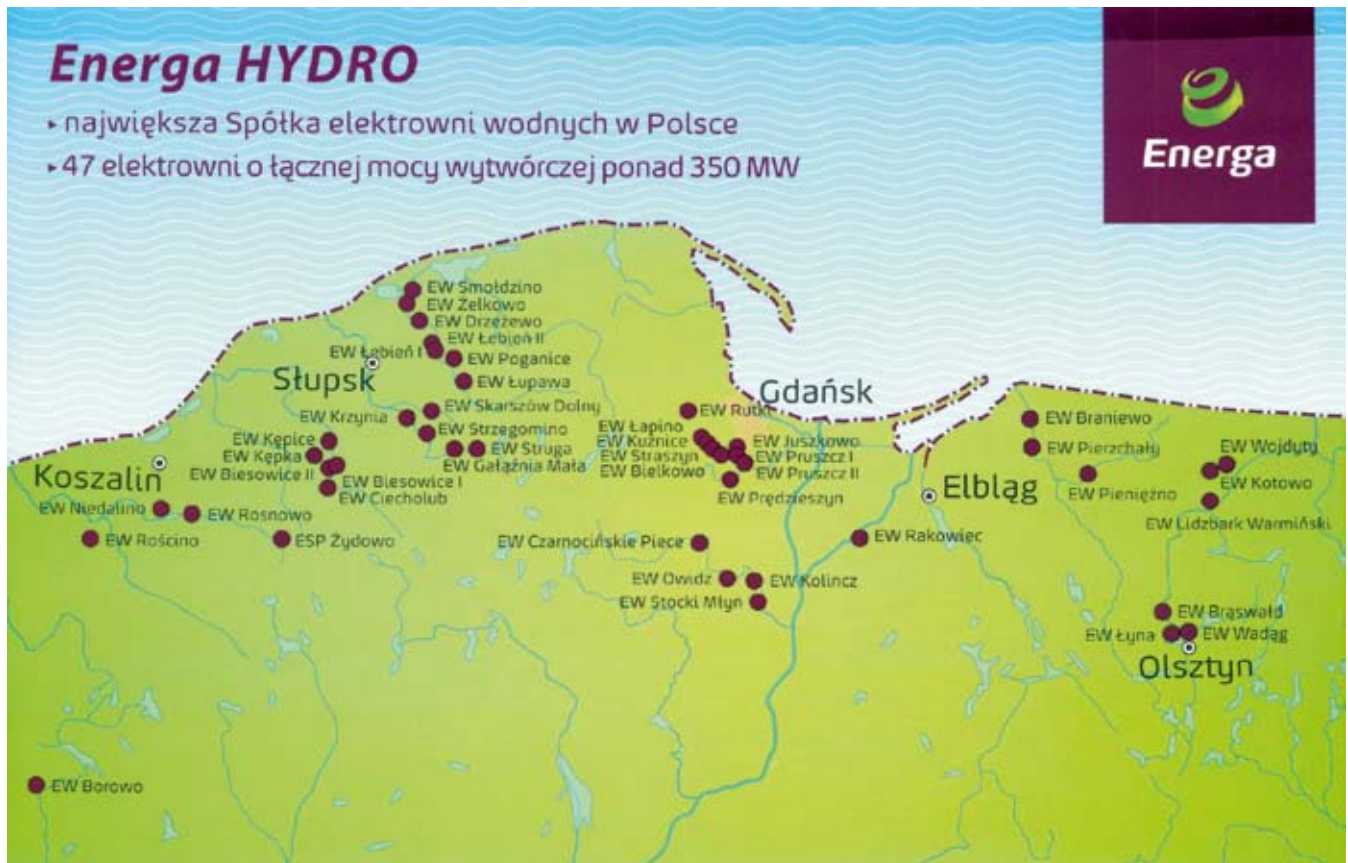 Energa HYDRO
▸ największa Spółka elektrowni wodnych w Polsce
▸ 47 elektrowni o łącznej mocy wytwórczej ponad 350 MW
Energa
EW Smołdzino
EW Żelkowo
EW Drzeżewo
EW Łebień II
EW Łebień I
EW Poganice
Słupsk
EW Łupawa
Gdańsk
EW Skarszów Dolny
EW Rutki
EW Krzynia
EW Strzegomino
EW Struga
EW Gałąźnia Mała
EW Kępice
EW Kępka
EW Biesowice II
EW Biesowice I
EW Ciecholub
EW Łapino
EW Kuźnice
EW Straszyn
EW Bielkowo
EW Juszkowo
EW Pruszcz I
EW Pruszcz II
EW Prędzieszyn
EW Braniewo
EW Pierzchały
EW Pieniężno
EW Wojdyty
EW Kotowo
EW Lidzbark Warmiński
Koszalin
Elbląg
EW Niedalino
EW Rosnowo
EW Rościno
ESP Żydowo
EW Czarnocińskie Piece
EW Rakowiec
EW Owidz
EW Kolincz
EW Stocki Młyn
EW Brąswałd
EW Łyna
EW Wadąg
Olsztyn
EW Borowo